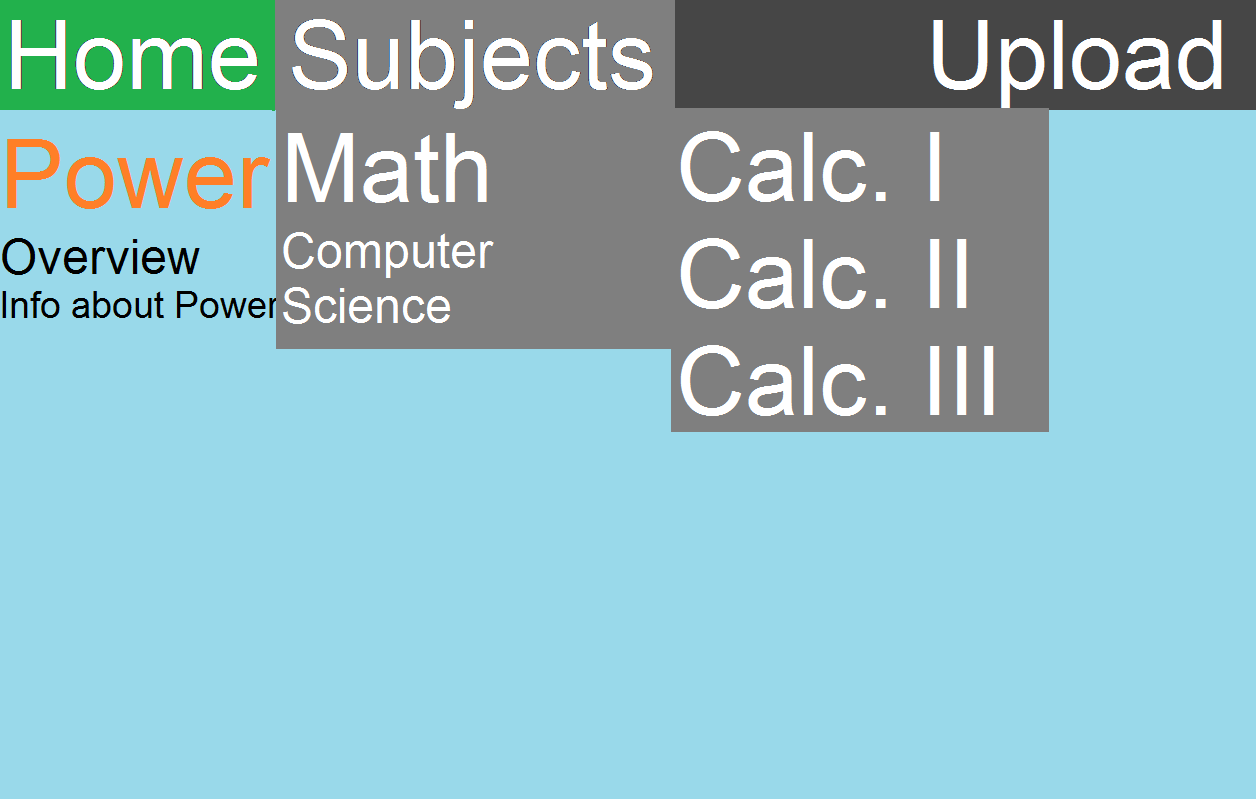 Home Subjects Upload
Power Math Calc. I
Overview Computer Calc. II
Info about Power Science
Calc. III